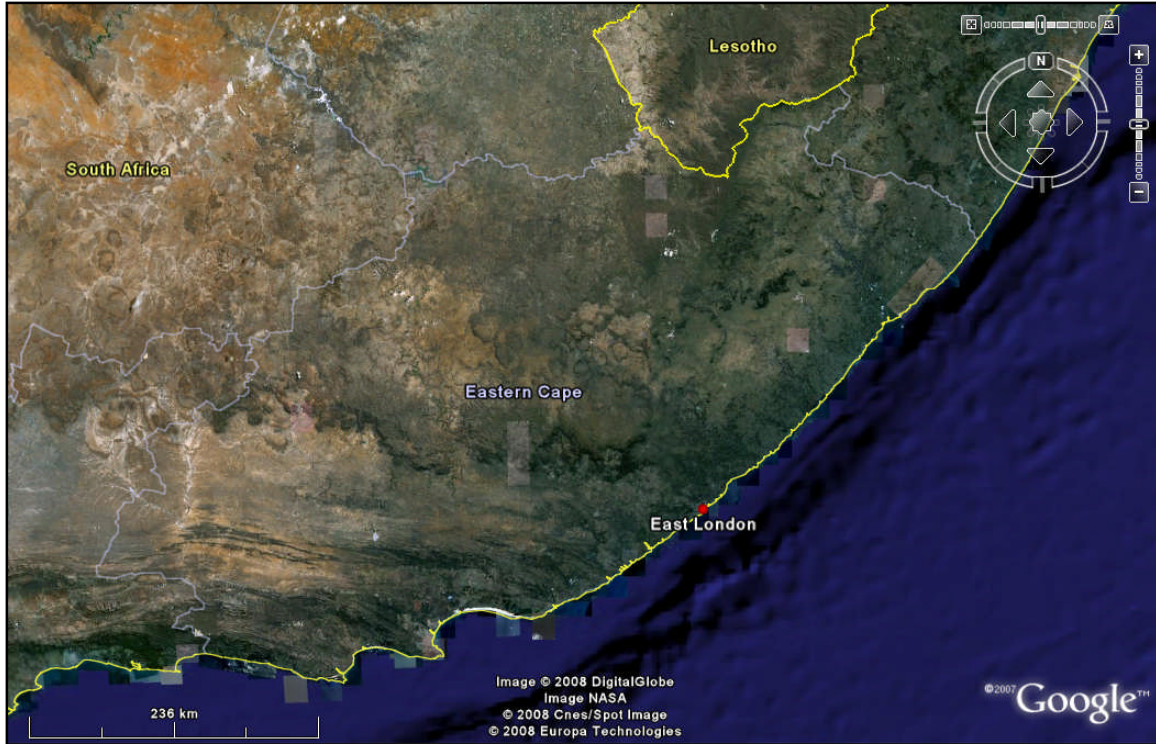 Lesotho
N
South Africa
Eastern Cape
East London
Image © 2008 DigitalGlobe
Image NASA
© 2008 Cnes/Spot Image
© 2008 Europa Technologies
236 km
©2007 Google™